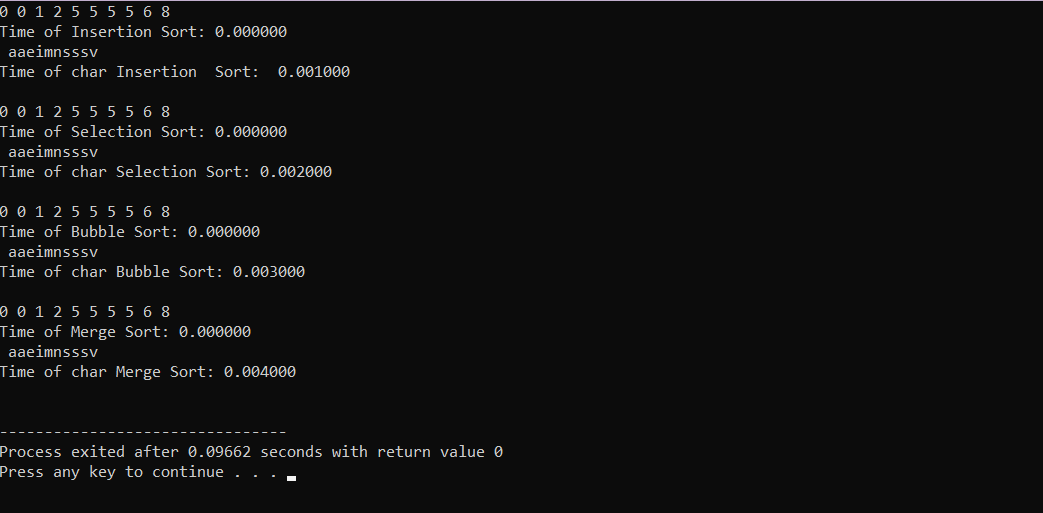 0 0 1 2 5 5 5 5 6 8
Time of Insertion Sort: 0.000000
 aaeimnsssv
Time of char Insertion  Sort:  0.001000
0 0 1 2 5 5 5 5 6 8
Time of Selection Sort: 0.000000
 aaeimnsssv
Time of char Selection Sort: 0.002000
0 0 1 2 5 5 5 5 6 8
Time of Bubble Sort: 0.000000
 aaeimnsssv
Time of char Bubble Sort: 0.003000
0 0 1 2 5 5 5 5 6 8
Time of Merge Sort: 0.000000
 aaeimnsssv
Time of char Merge Sort: 0.004000
--------------------------------
Process exited after 0.09662 seconds with return value 0
Press any key to continue . . .